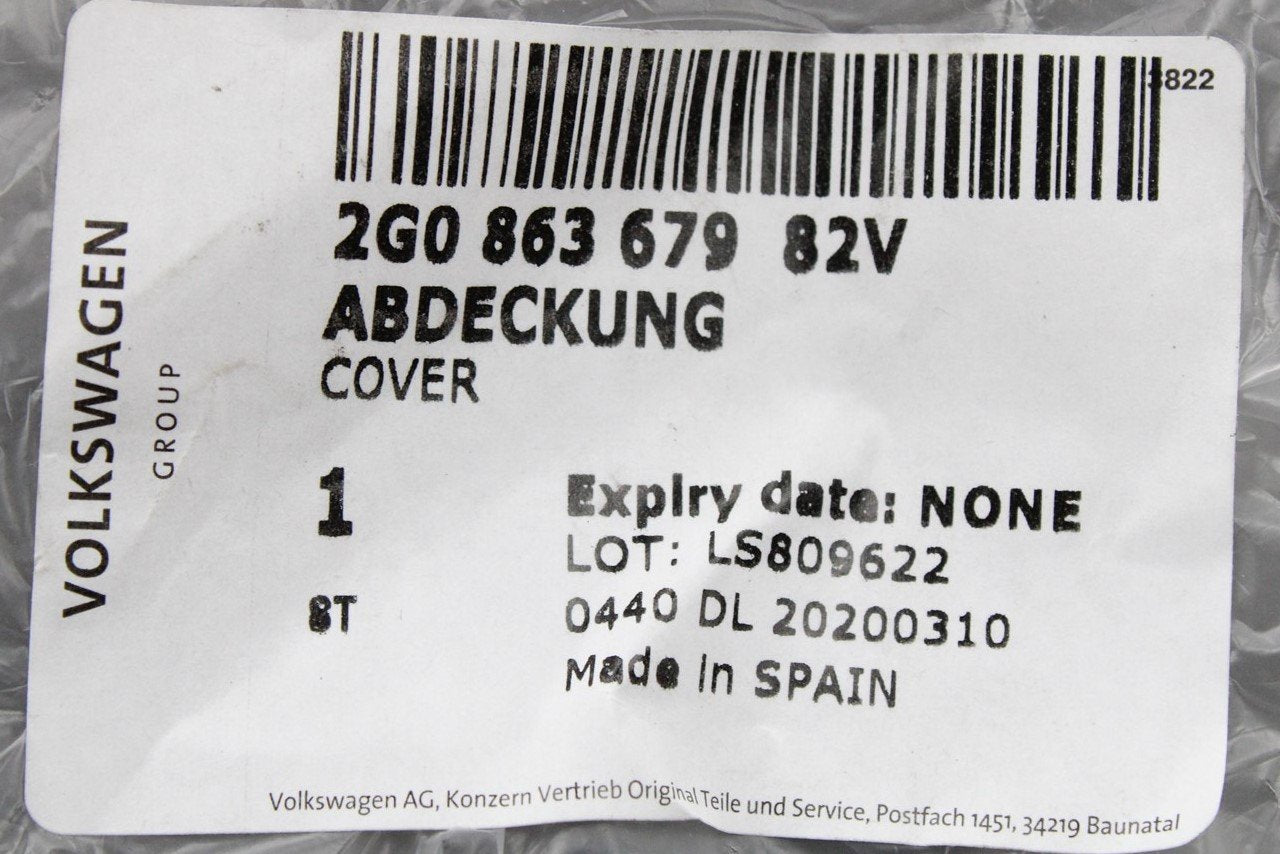 VOLKSWAGEN
GROUP
3822
2G0 863 679 82V
ABDECKUNG
COVER
1
Expiry date: NONE
LOT: LS809622
8T
0440 DL 20200310
Made in SPAIN
Volkswagen AG, Konzern Vertrieb Original Teile und Service, Postfach 1451, 34219 Baunatal